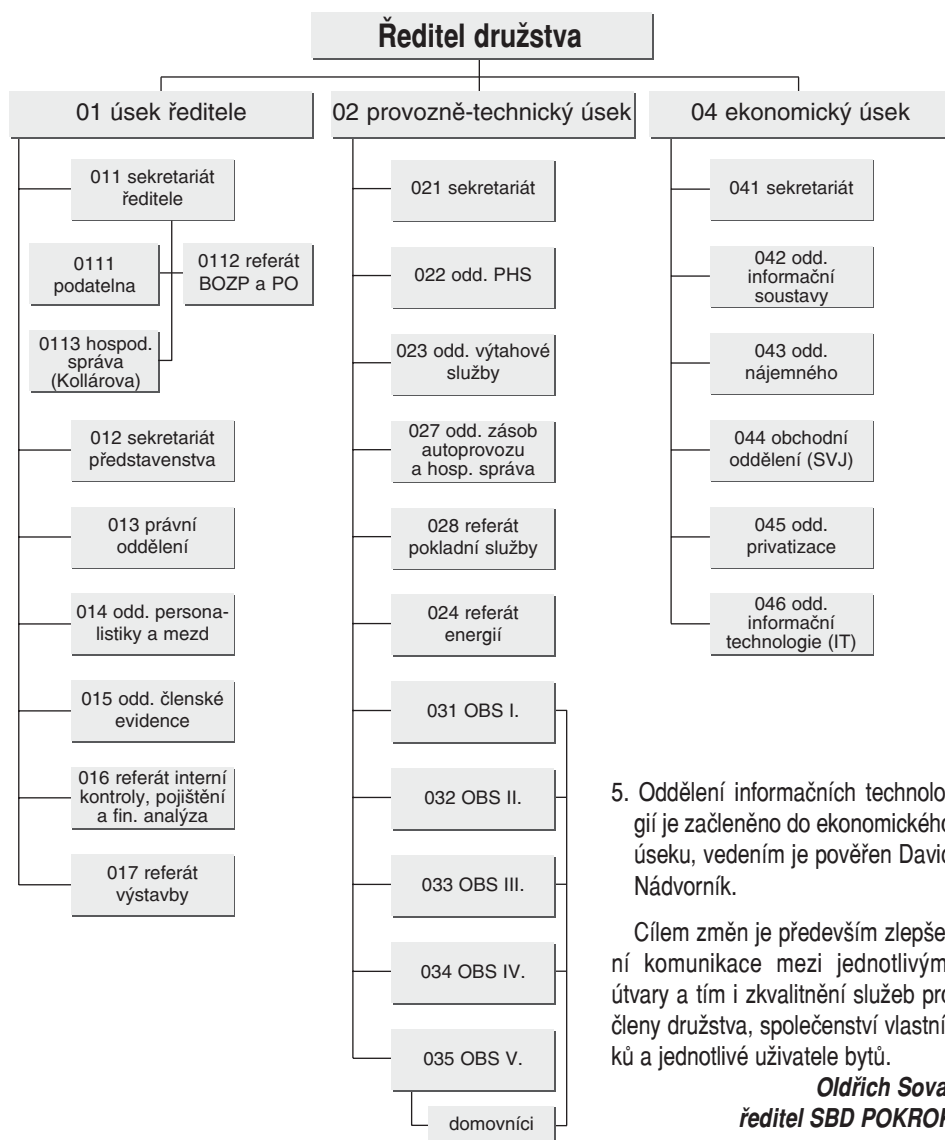 Ředitel družstva
01 úsek ředitele
011 sekretariát
ředitele
0111
podatelna
0112 referát
BOZP a PO
0113 hospod.
správa
(Kollárova)
012 sekretariát
představenstva
013 právní
oddělení
014 odd. persona-
listiky a mezd
015 odd. členské
evidence
016 referát interní
kontroly, pojištění
a fin. analýza
017 referát
výstavby
02 provozně-technický úsek
021 sekretariát
022 odd. PHS
023 odd. výtahové
služby
027 odd. zásob
autoprovozu
a hosp. správa
028 referát
pokladní služby
024 referát
energií
031 OBS I.
032 OBS II.
033 OBS III.
034 OBS IV.
035 OBS V.
domovníci
04 ekonomický úsek
041 sekretariát
042 odd.
informační
soustavy
043 odd.
nájemného
044 obchodní
oddělení (SVJ)
045 odd.
privatizace
046 odd.
informační
technologie (IT)
5. Oddělení informačních technolo
gií je začleněno do ekonomického
úseku, vedením je pověřen David
Nádvorník.
Cílem změn je především zlepše
ní komunikace mezi jednotlivým
útvary a tím i zkvalitnění služeb pro
členy družstva, společenství vlastní
ků a jednotlivé uživatele bytů.
Oldřich Sova
ředitel SBD POKROK